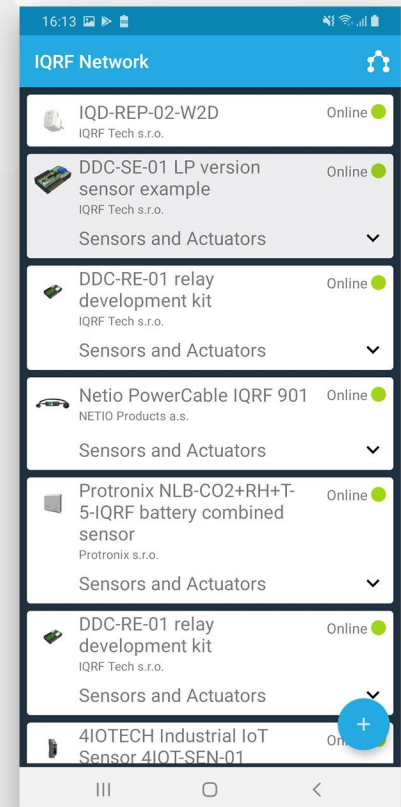 16:13
IQRF Network
IQD-REP-02-W2D
Online
IQRF Tech s.r.o.
DDC-SE-01 LP version
Online
sensor example
IQRF Tech s.r.o.
Sensors and Actuators
DDC-RE-01 relay
Online
development kit
IQRF Tech s.r.o.
Sensors and Actuators
Netio PowerCable IQRF 901
Online
NETIO Products a.s.
Sensors and Actuators
Protronix NLB-CO2+RH+T-
Online
5-IQRF battery combined
sensor
Protronix s.r.o.
Sensors and Actuators
DDC-RE-01 relay
Online
development kit
IQRF Tech s.r.o.
Sensors and Actuators
4IOTECH Industrial IoT
Sensor 4IOT-SEN-01